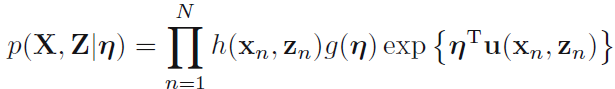 p(X, Z|η) = ∏_{n=1}^{N} h(x_n, z_n)g(η) exp {η^T u(x_n, z_n)}